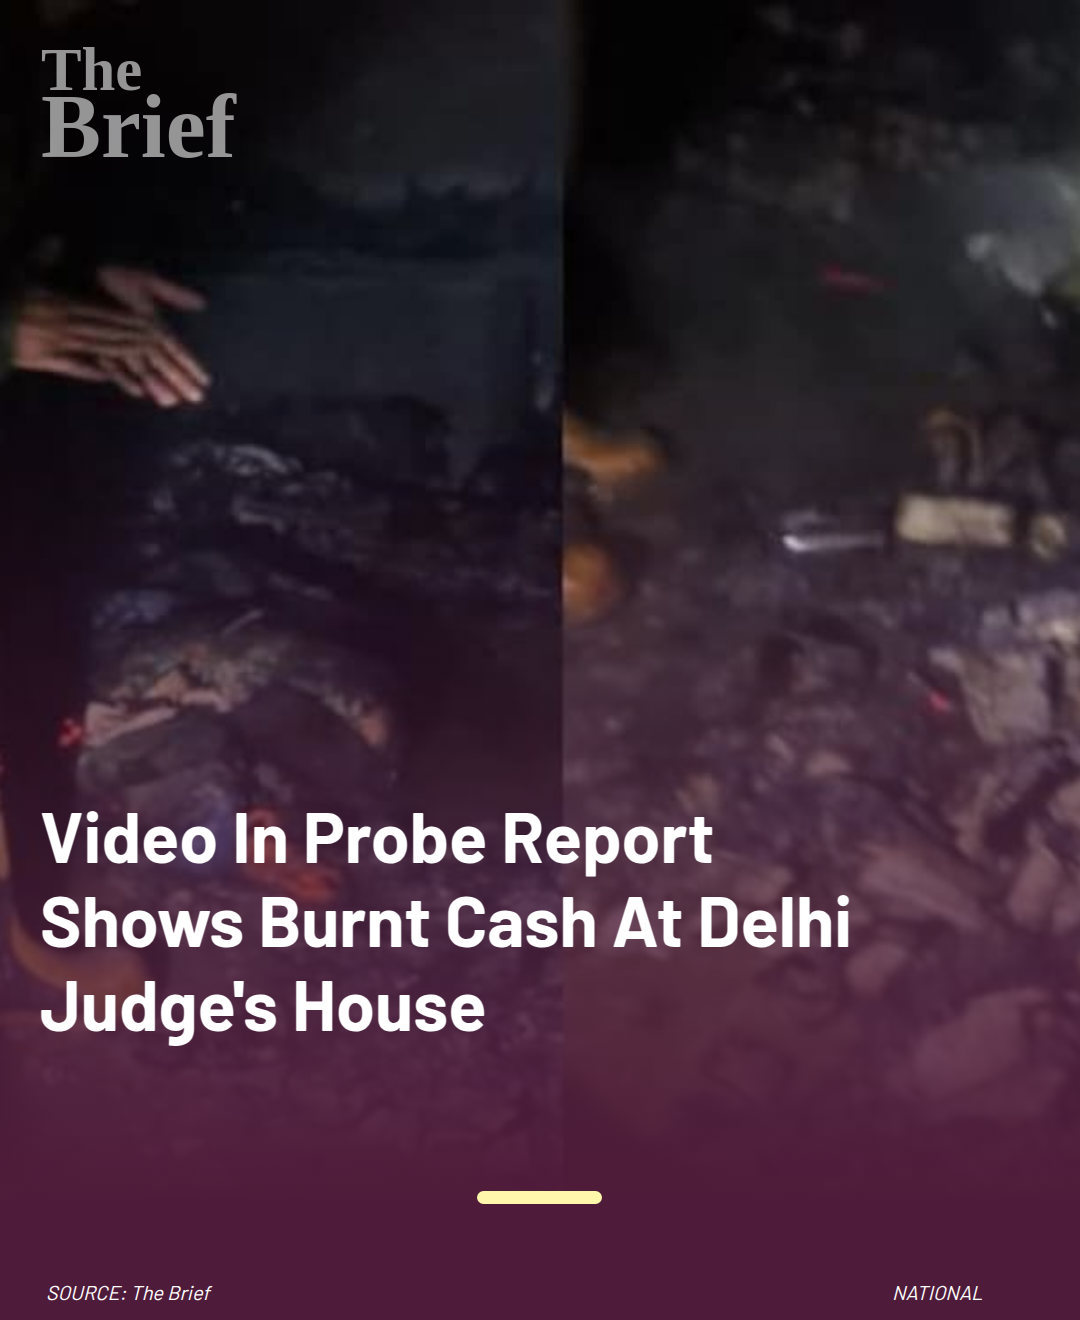 The
Brief
Video In Probe Report
Shows Burnt Cash At Delhi
Judge's House
SOURCE: The Brief
NATIONAL